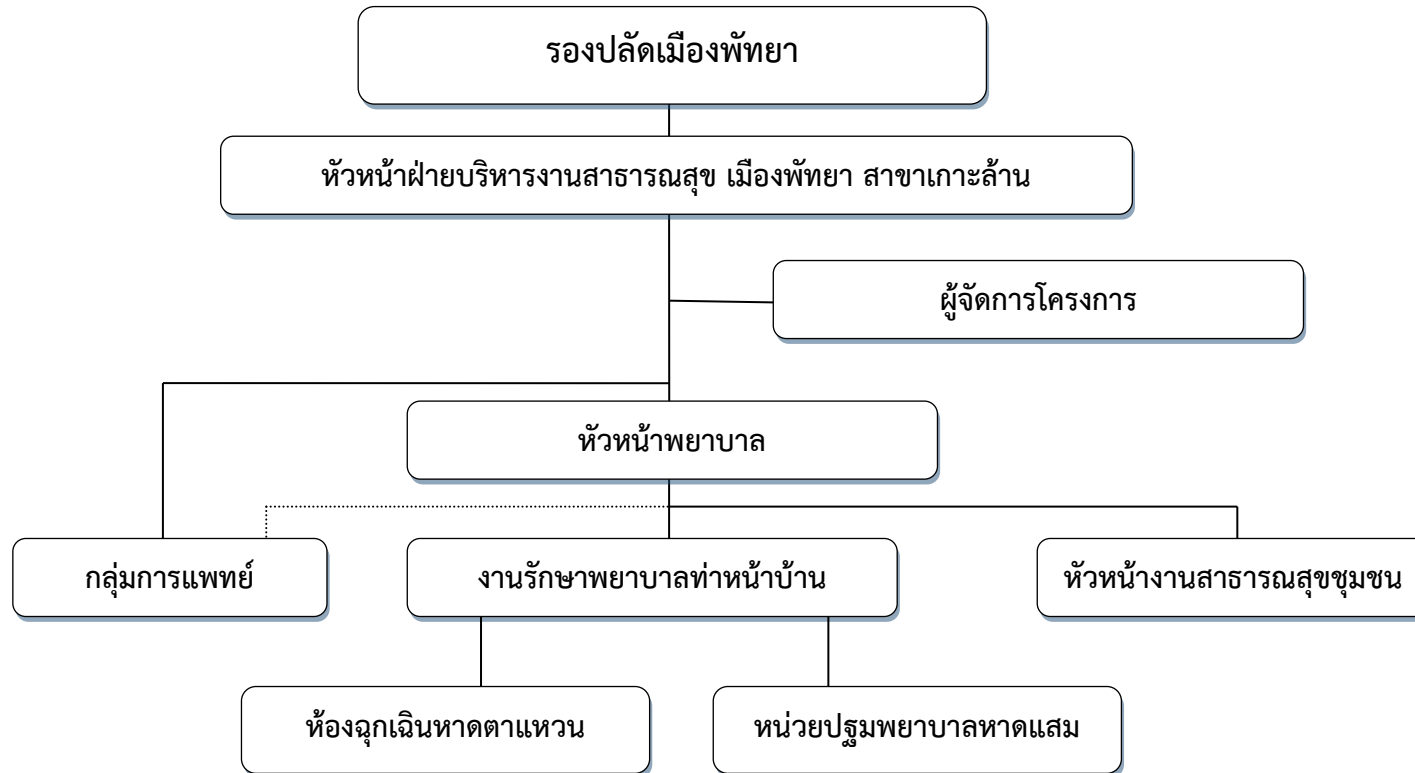 รองปลัดเมืองพัทยา
หัวหน้าฝ่ายบริหารงานสาธารณสุข เมืองพัทยา สาขาเกาะล้าน
ผู้จัดการโครงการ
หัวหน้าพยาบาล
กลุ่มการแพทย์
งานรักษาพยาบาลท่าหน้าบ้าน
หัวหน้างานสาธารณสุขชุมชน
ห้องฉุกเฉินหาดตาแหวน
หน่วยปฐมพยาบาลหาดแสม